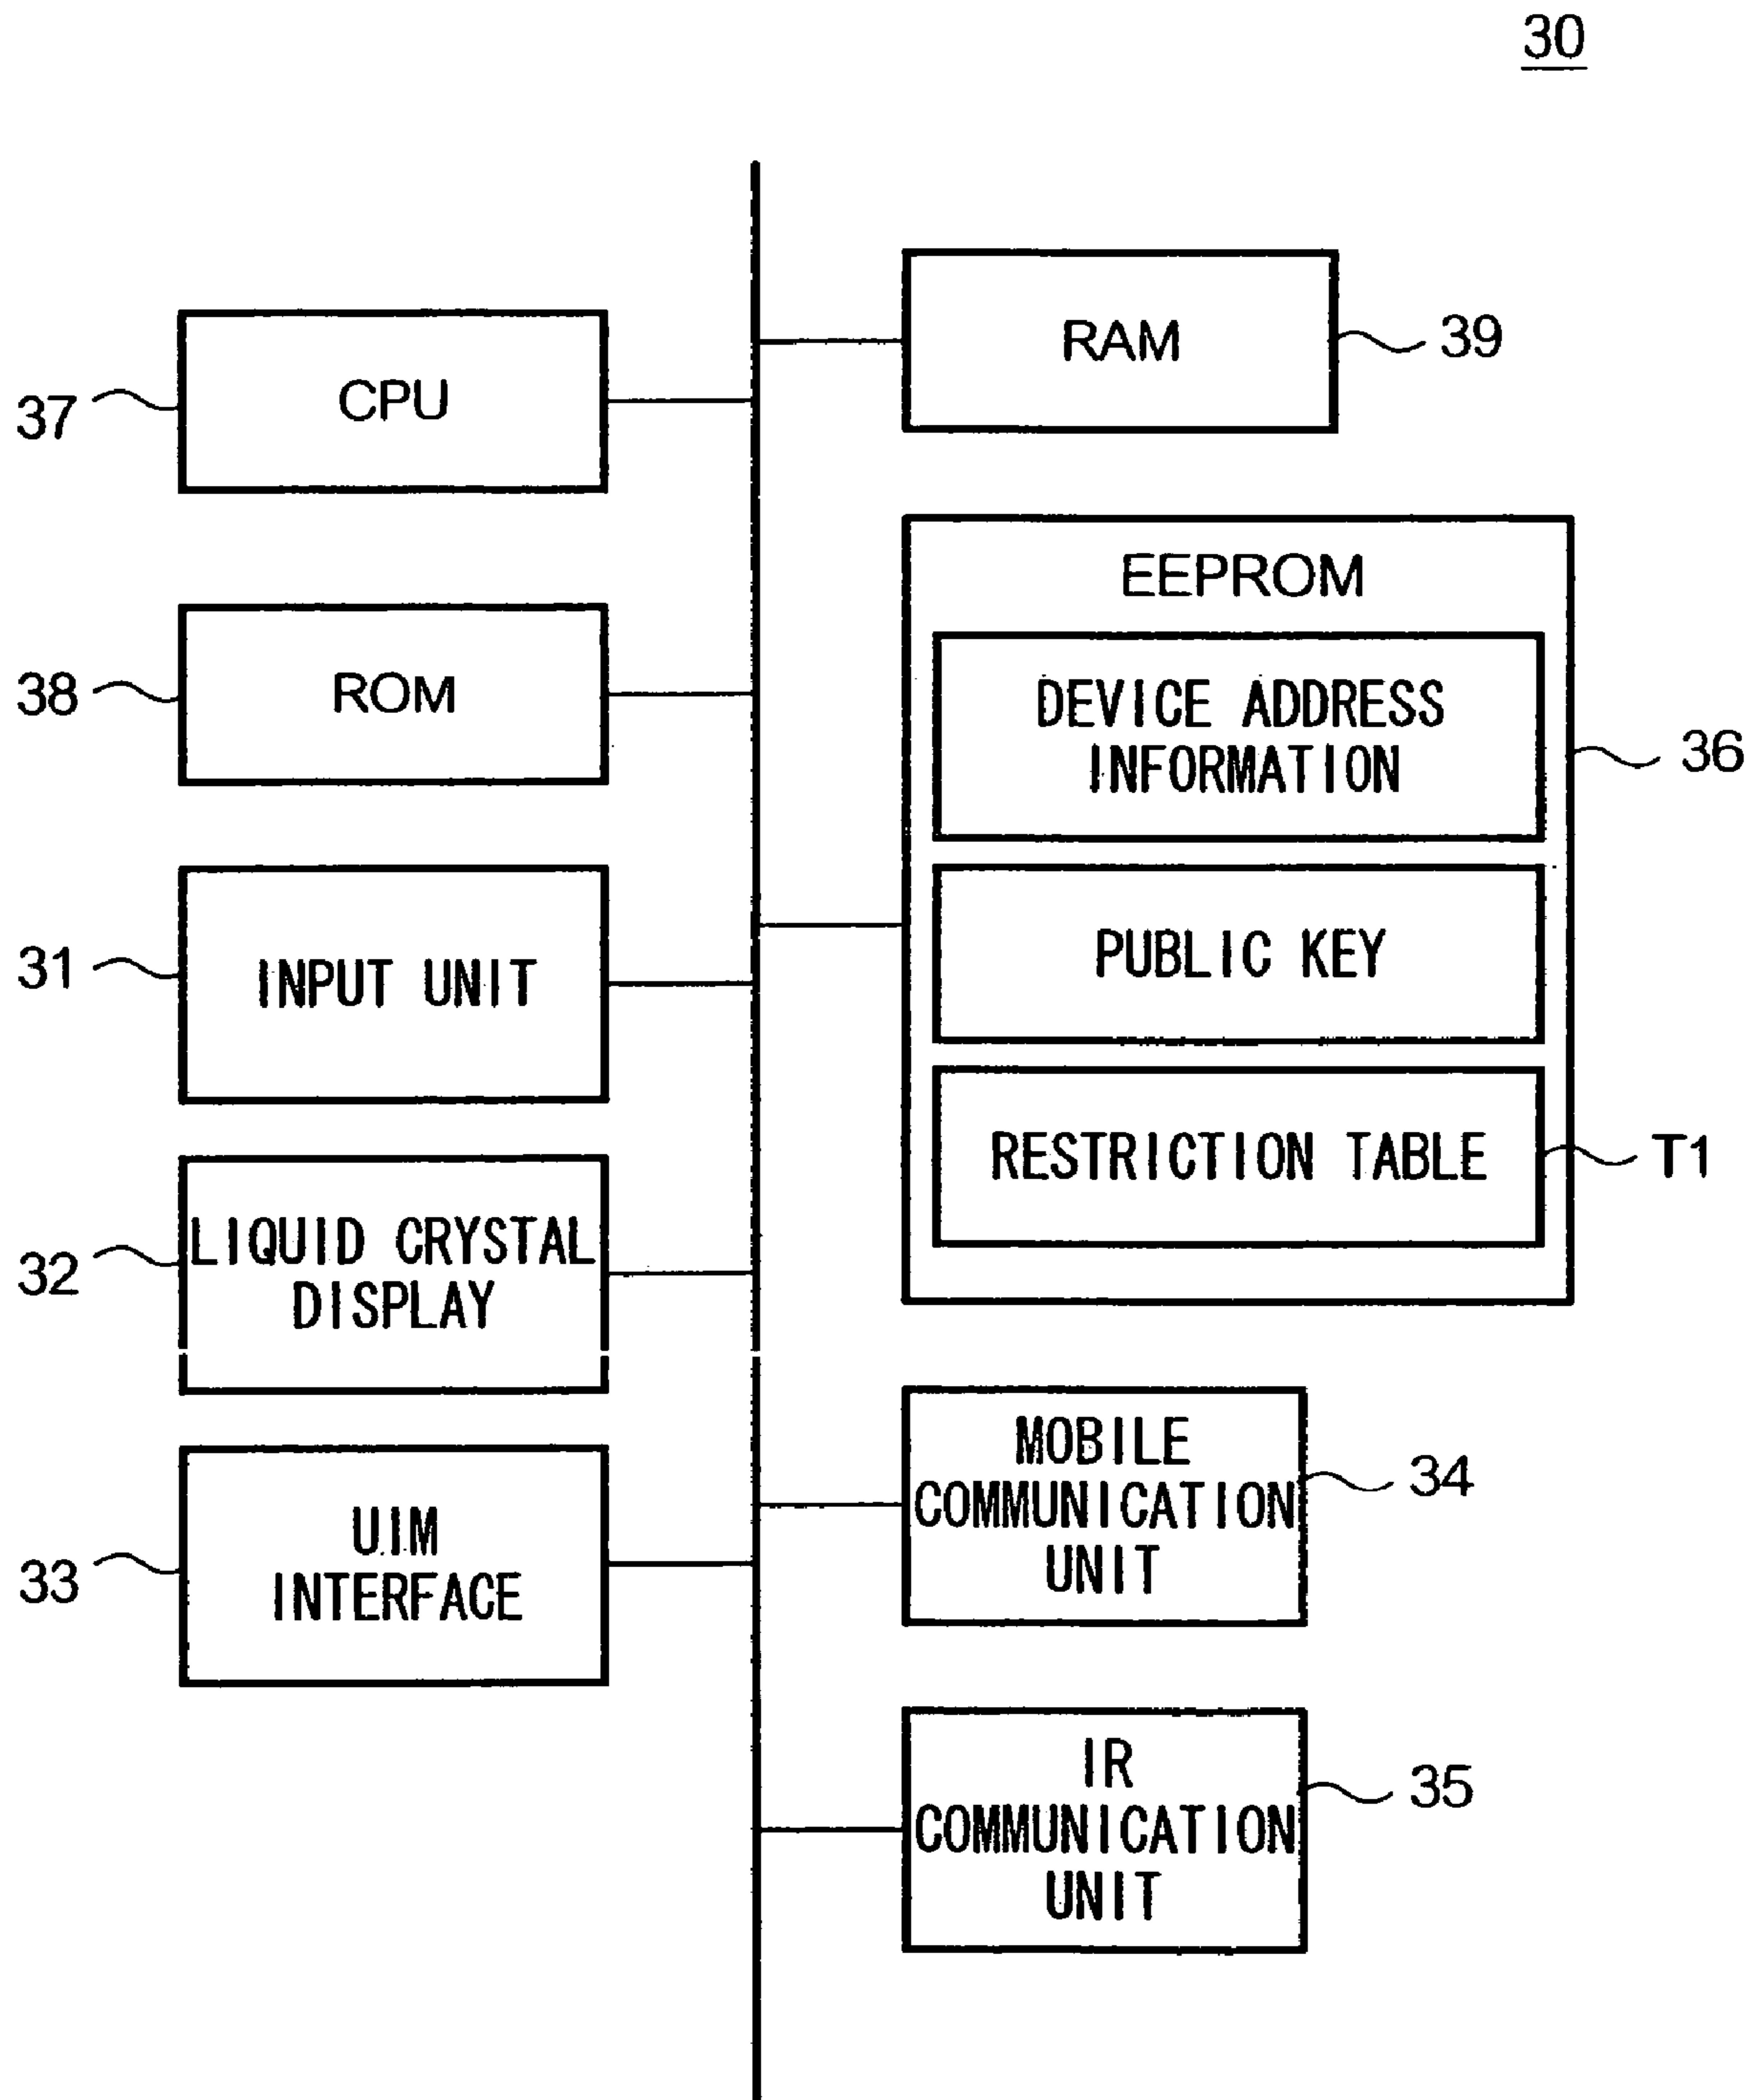 30
CPU
37
ROM
38
INPUT UNIT
31
LIQUID CRYSTAL
DISPLAY
32
UIM
INTERFACE
33
RAM
39
EEPROM
DEVICE ADDRESS
INFORMATION
36
PUBLIC KEY
RESTRICTION TABLE
T1
MOBILE
COMMUNICATION
UNIT
34
IR
COMMUNICATION
UNIT
35